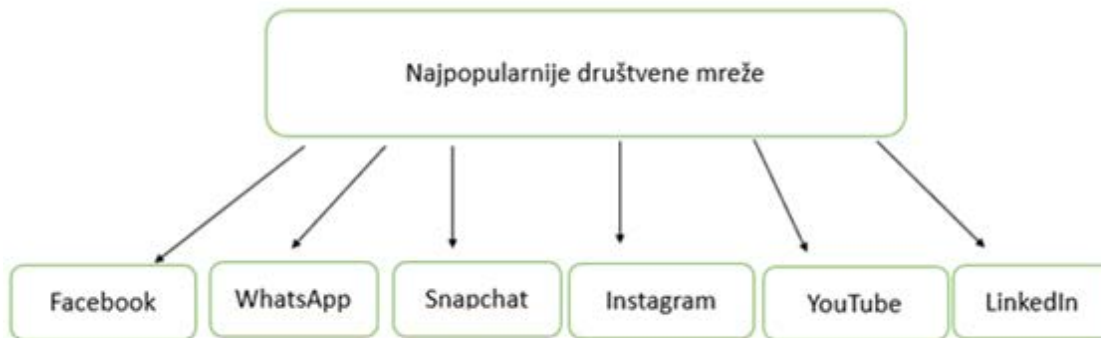 Najpopularnije društvene mreže
Facebook
WhatsApp
Snapchat
Instagram
YouTube
LinkedIn